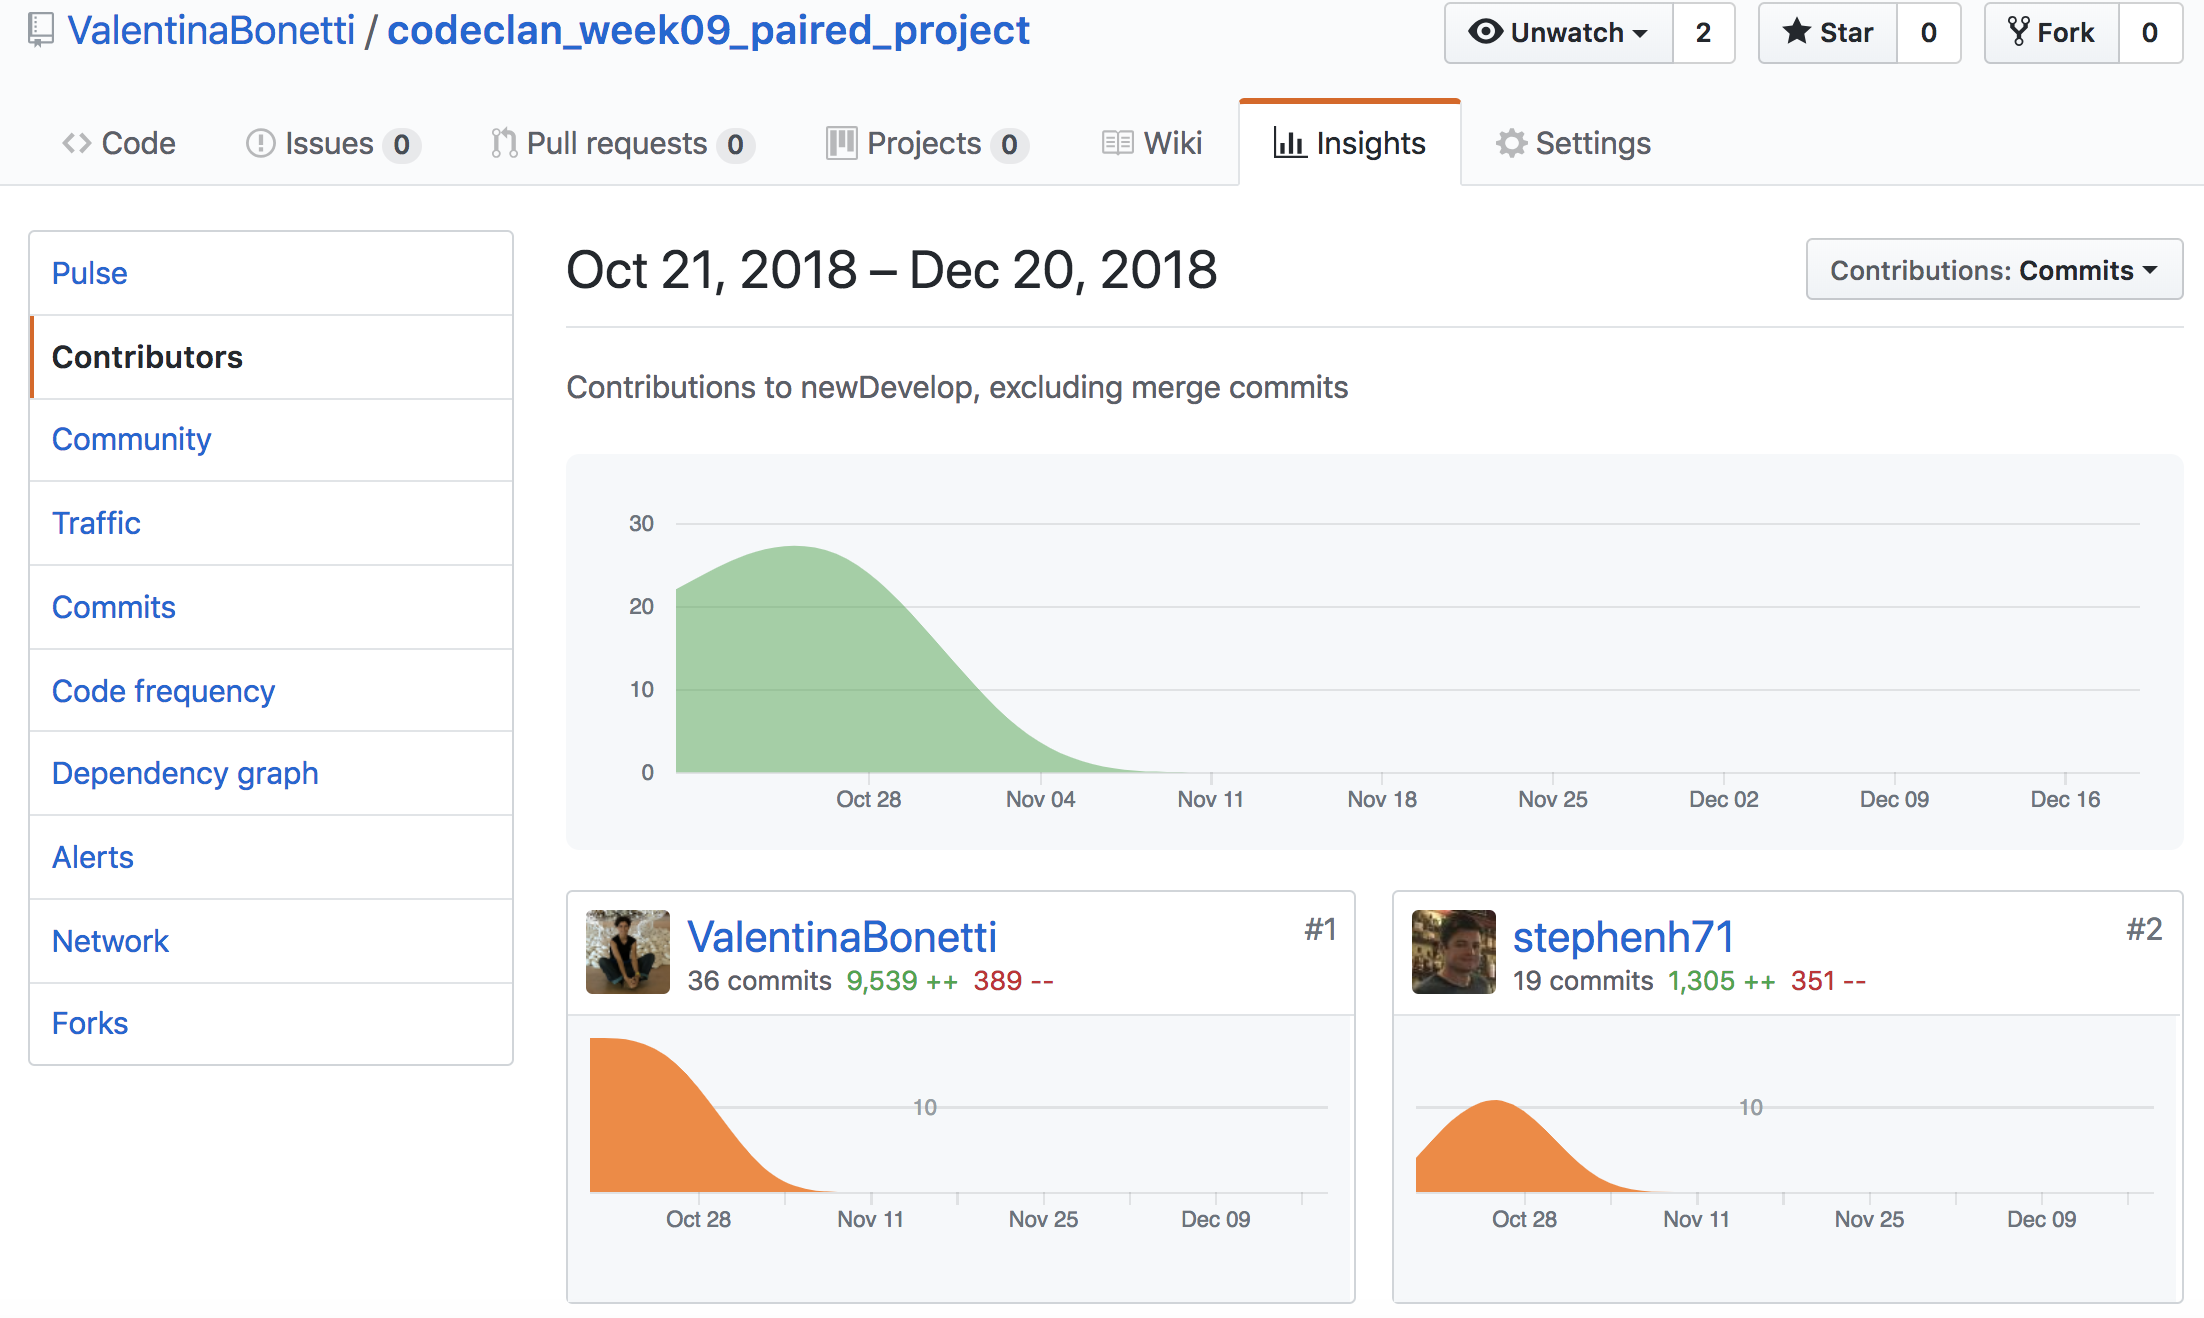 ValentinaBonetti / codeclan_week09_paired_project
Unwatch 2 Star 0 Fork 0
Code Issues 0 Pull requests 0 Projects 0 Wiki Insights Settings
Pulse
Contributors
Community
Traffic
Commits
Code frequency
Dependency graph
Alerts
Network
Forks
Oct 21, 2018 – Dec 20, 2018
Contributions: Commits
Contributions to newDevelop, excluding merge commits
30
20
10
0
Oct 28 Nov 04 Nov 11 Nov 18 Nov 25 Dec 02 Dec 09 Dec 16
ValentinaBonetti #1
36 commits 9,539 ++ 389 --
10
Oct 28 Nov 11 Nov 25 Dec 09
stephenh71 #2
19 commits 1,305 ++ 351 --
10
Oct 28 Nov 11 Nov 25 Dec 09